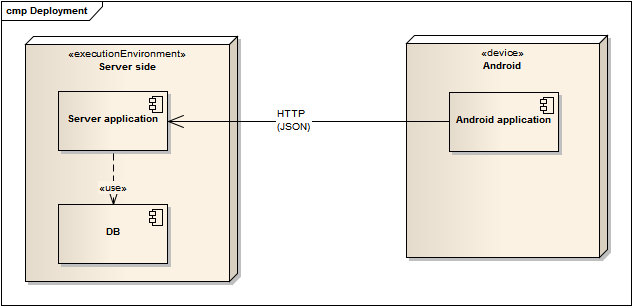 cmp Deployment
«executionEnvironment»
Server side
Server application
«use»
DB
HTTP
(JSON)
«device»
Android
Android application